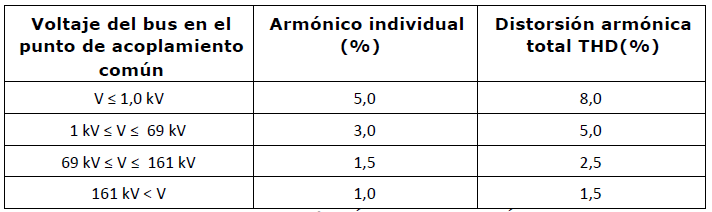 Voltaje del bus en el punto de acoplamiento común Armónico individual (%) Distorsión armónica total THD(%)
V ≤ 1,0 kV 5,0 8,0
1 kV ≤ V ≤ 69 kV 3,0 5,0
69 kV ≤ V ≤ 161 kV 1,5 2,5
161 kV < V 1,0 1,5